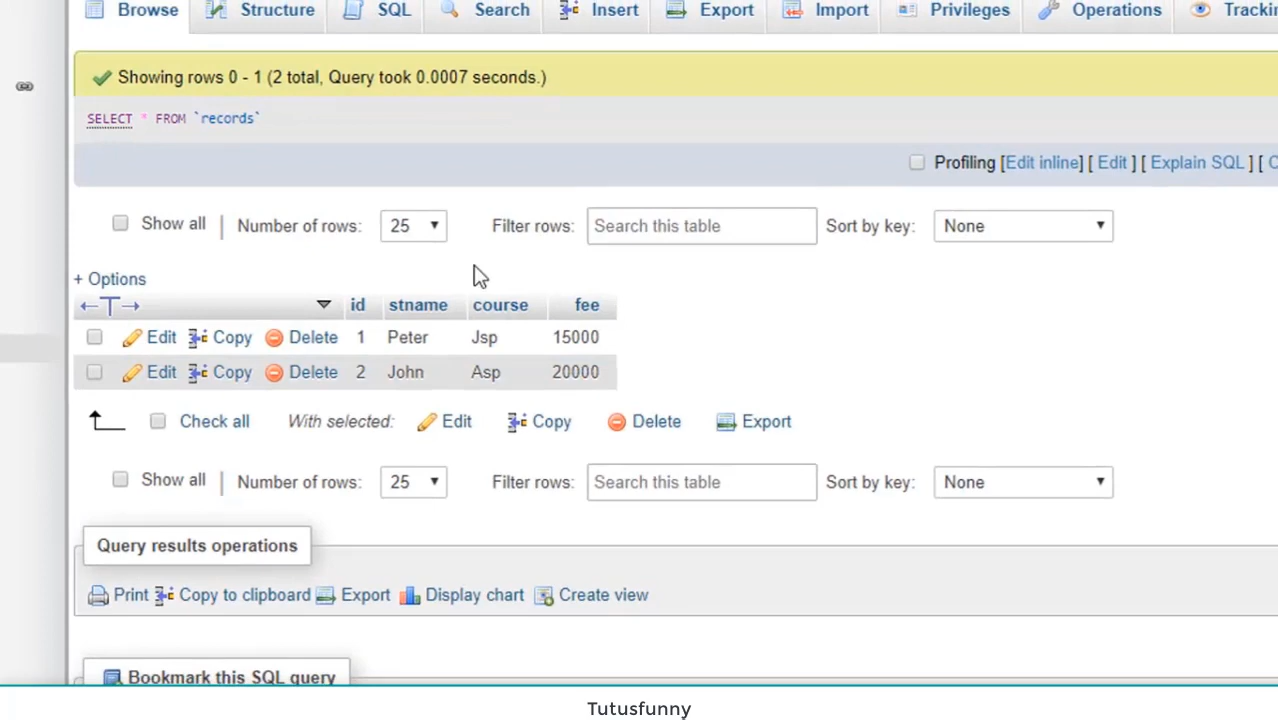 Browse Structure SQL Search Insert Export Import Privileges Operations
Showing rows 0 - 1 (2 total, Query took 0.0007 seconds.)
SELECT * FROM `records`
Profiling [Edit inline] [ Edit ] [ Explain SQL ] [
Show all | Number of rows: 25 Filter rows: Search this table Sort by key: None
+ Options
←T→ id stname course fee
Edit Copy Delete 1 Peter Jsp 15000
Edit Copy Delete 2 John Asp 20000
Check all With selected: Edit Copy Delete Export
Show all | Number of rows: 25 Filter rows: Search this table Sort by key: None
Query results operations
Print Copy to clipboard Export Display chart Create view
Bookmark this SQL query
Tutusfunny